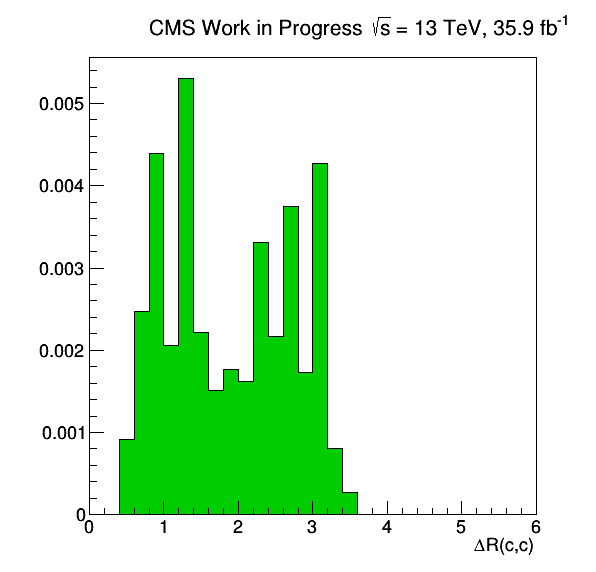 CMS Work in Progress √s = 13 TeV, 35.9 fb⁻¹
0.005
0.004
0.003
0.002
0.001
0
0 1 2 3 4 5 6
ΔR(c,c)